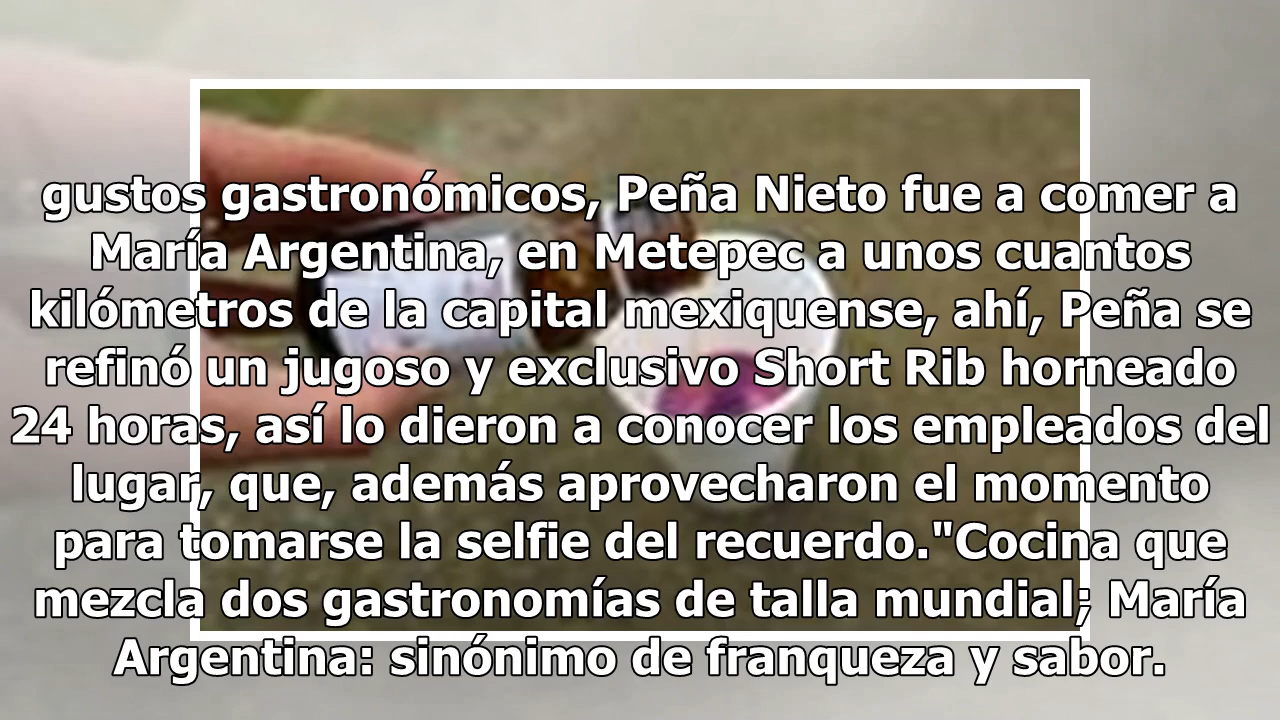 gustos gastronómicos, Peña Nieto fue a comer a
María Argentina, en Metepec a unos cuantos
kilómetros de la capital mexiquense, ahí, Peña se
refinó un jugoso y exclusivo Short Rib horneado
24 horas, así lo dieron a conocer los empleados del
lugar, que, además aprovecharon el momento
para tomarse la selfie del recuerdo."Cocina que
mezcla dos gastronomías de talla mundial; María
Argentina: sinónimo de franqueza y sabor.